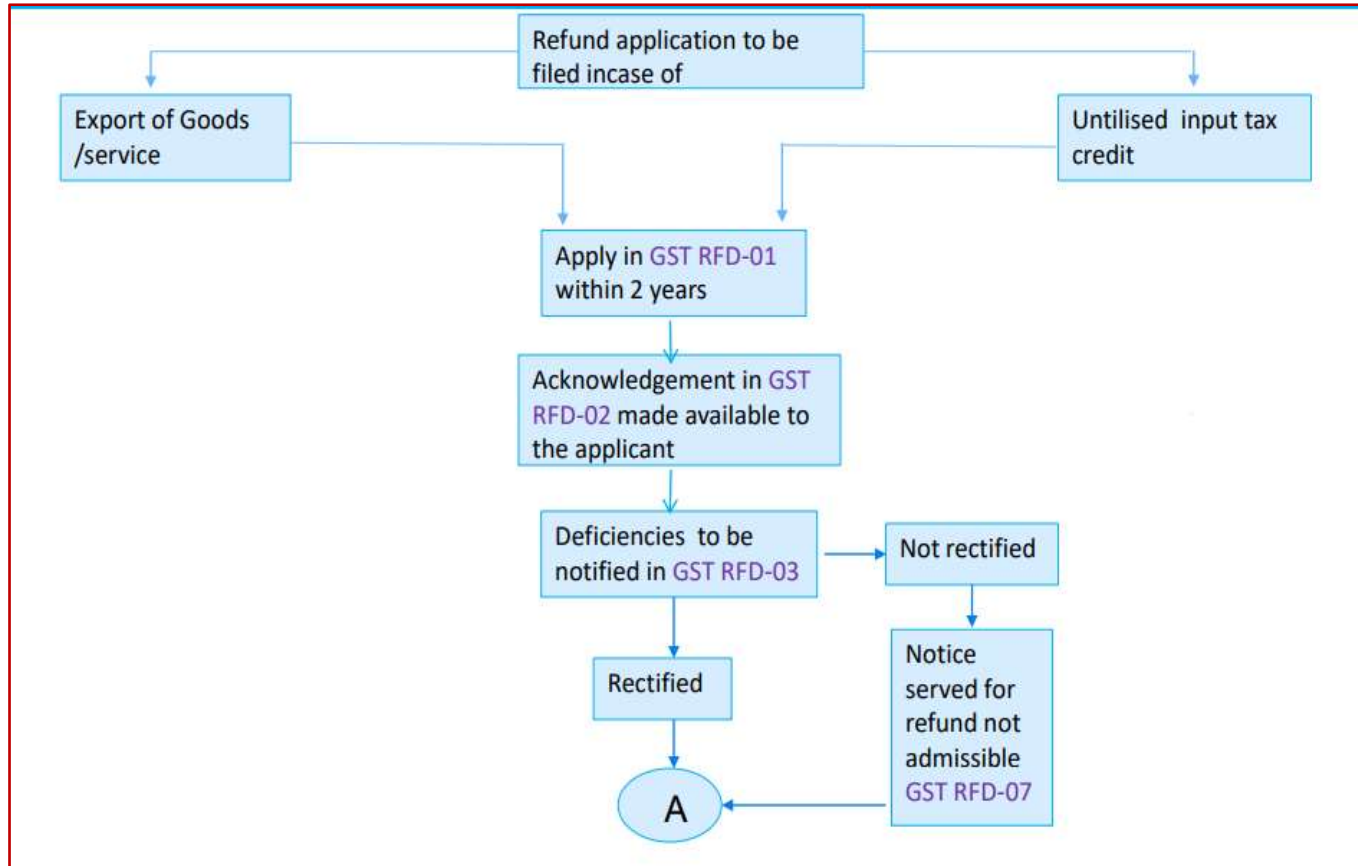 Refund application to be
filed incase of
Export of Goods
/service
Untilised input tax
credit
Apply in GST RFD-01
within 2 years
Acknowledgement in GST
RFD-02 made available to
the applicant
Deficiencies to be
notified in GST RFD-03
Not rectified
Rectified
Notice
served for
refund not
admissible
GST RFD-07
A